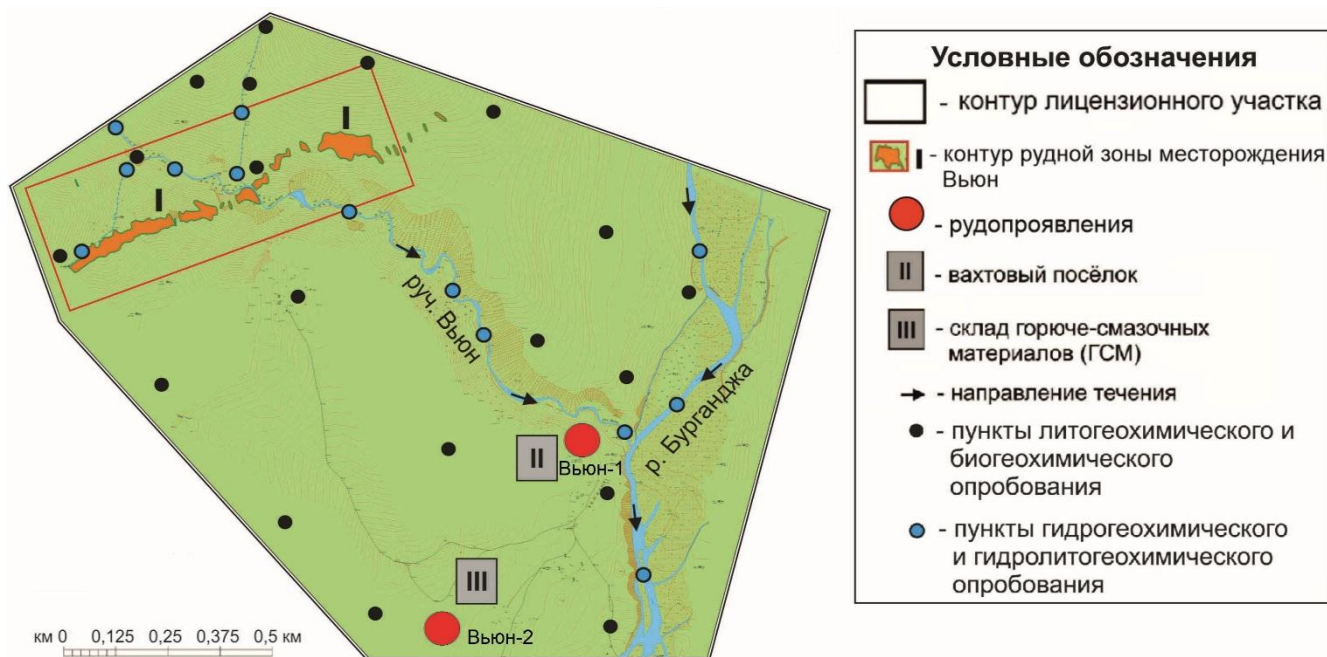 I
I
руч. Вьюн
р. Бурганджа
II
Вьюн-1
III
Вьюн-2
км 0 0,125 0,25 0,375 0,5 км
Условные обозначения
- контур лицензионного участка
I - контур рудной зоны месторождения
Вьюн
- рудопроявления
II - вахтовый посёлок
III - склад горюче-смазочных
материалов (ГСМ)
- направление течения
- пункты литогеохимического и
биогеохимического
опробования
- пункты гидрогеохимического
и гидролитогеохимического
опробования